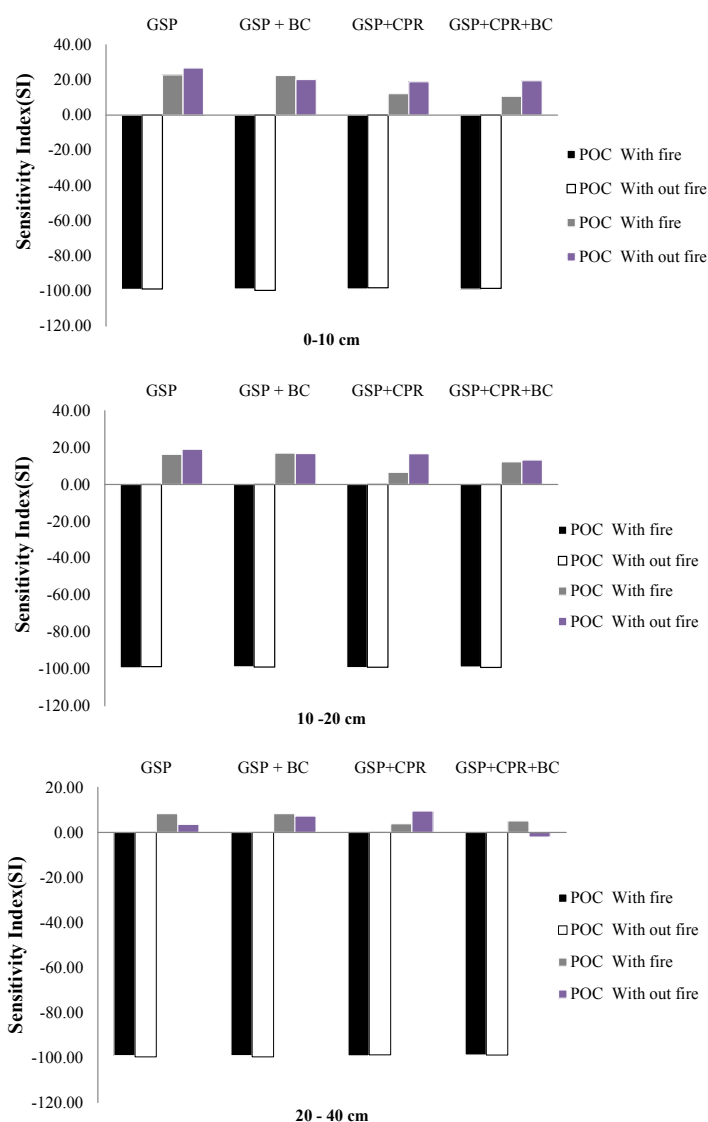 GSP GSP + BC GSP+CPR GSP+CPR+BC
40.00
20.00
0.00
-20.00
-40.00
-60.00
-80.00
-100.00
-120.00
Sensitivity Index(SI)
POC With fire
POC With out fire
POC With fire
POC With out fire
0-10 cm
GSP GSP + BC GSP+CPR GSP+CPR+BC
40.00
20.00
0.00
-20.00
-40.00
-60.00
-80.00
-100.00
-120.00
Sensitivity Index(SI)
POC With fire
POC With out fire
POC With fire
POC With out fire
10 -20 cm
GSP GSP + BC GSP+CPR GSP+CPR+BC
20.00
0.00
-20.00
-40.00
-60.00
-80.00
-100.00
-120.00
Sensitivity Index(SI)
POC With fire
POC With out fire
POC With fire
POC With out fire
20 - 40 cm